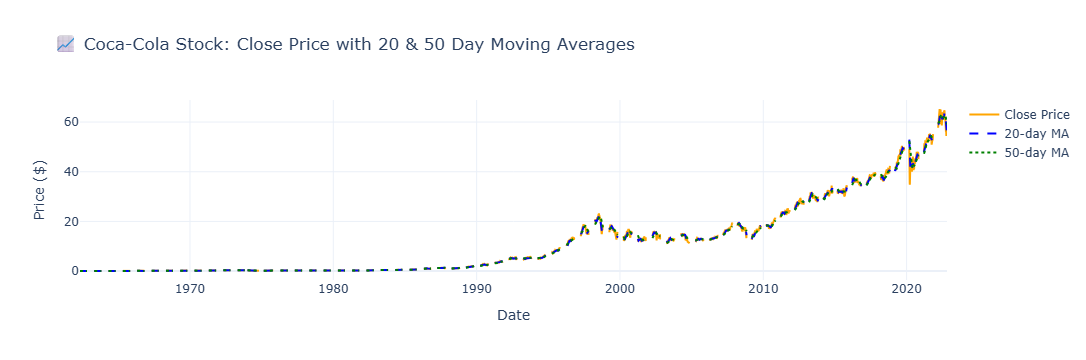 📈 Coca-Cola Stock: Close Price with 20 & 50 Day Moving Averages
Close Price
20-day MA
50-day MA
Price ($)
60
40
20
0
1970
1980
1990
2000
2010
2020
Date